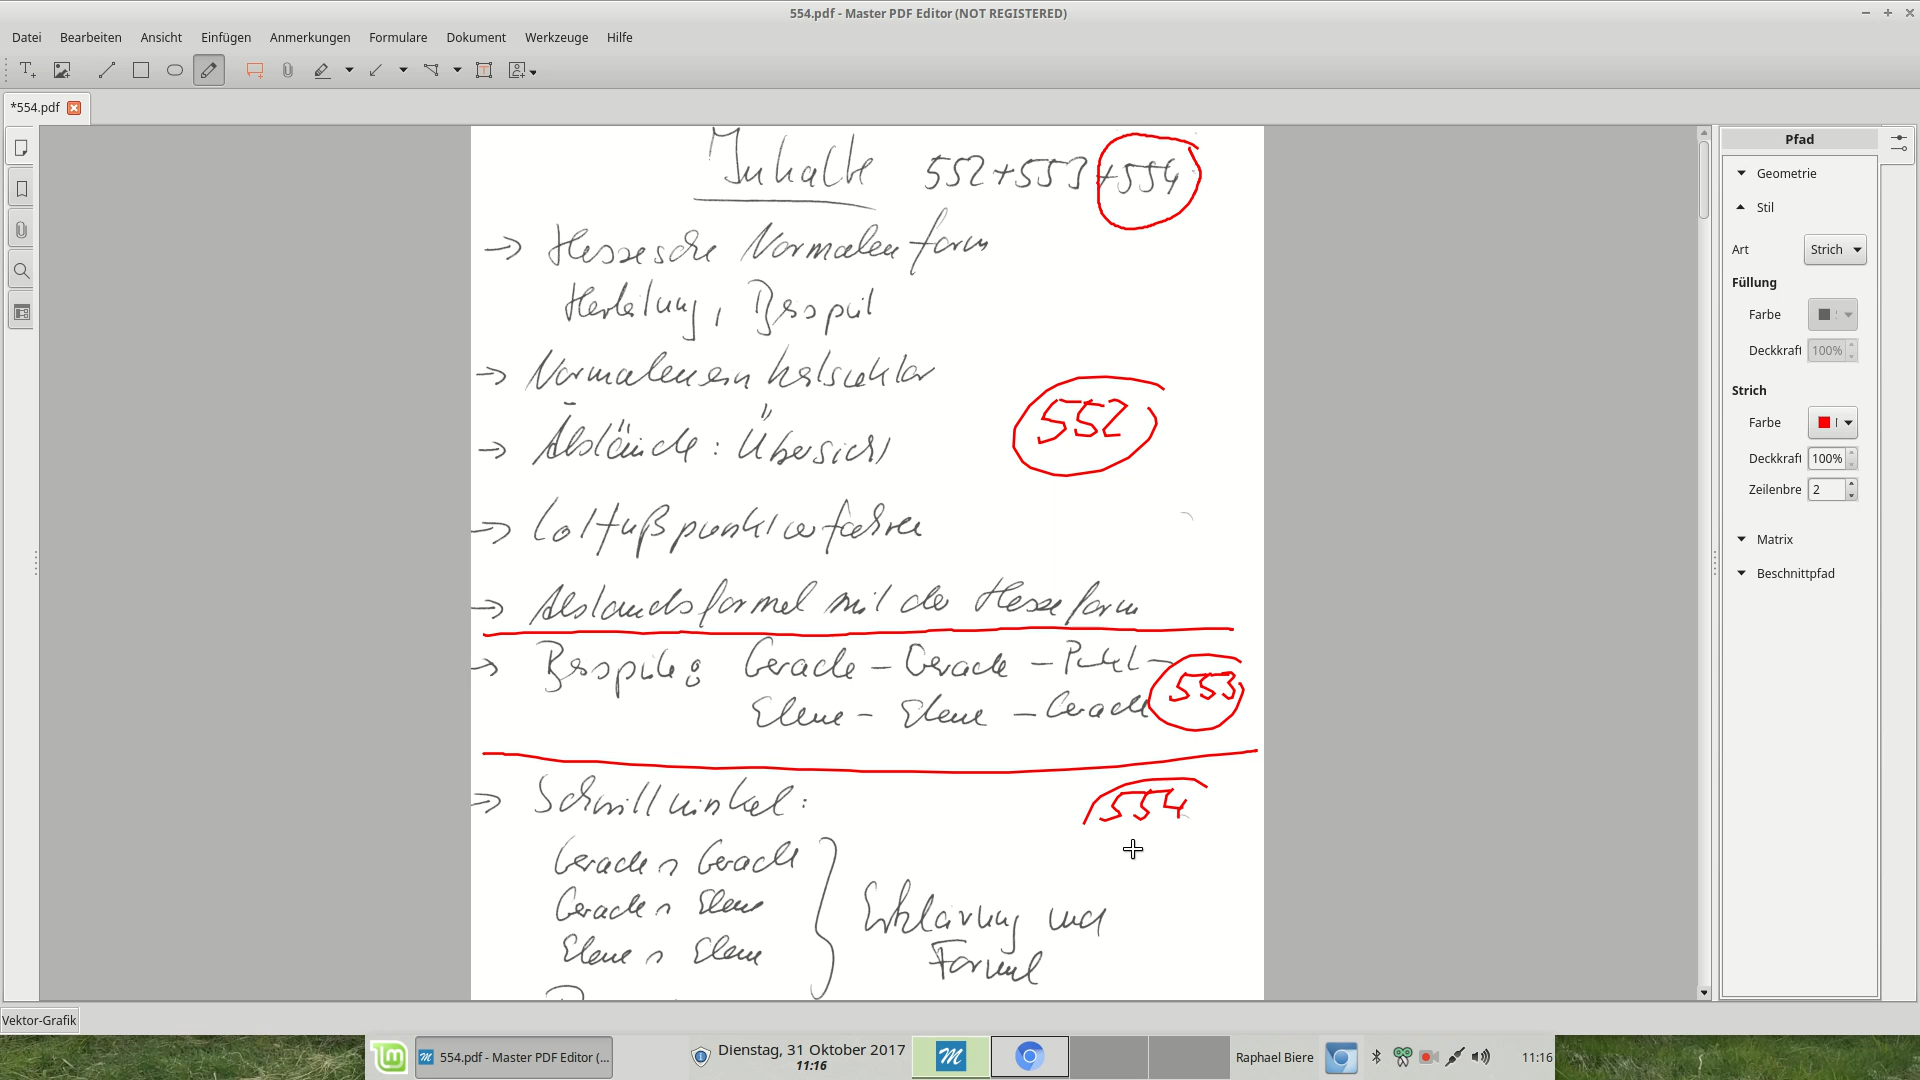 554.pdf - Master PDF Editor (NOT REGISTERED)
Datei Bearbeiten Ansicht Einfügen Anmerkungen Formulare Dokument Werkzeuge Hilfe
*554.pdf
Inhalte 552+553+554
→ Hessesche Normalenform
Herleitung, Beispiel
→ Normaleneinheitsvektor
→ Abstände: Übersicht
552
→ Lotfußpunktverfahren
→ Abstandsformel mit der Hesseform
→ Beispiele: Gerade – Gerade – Punkt –
553
Ebene – Ebene – Gerade
→ Schnittwinkel:
554
Gerade ∩ Gerade
Gerade ∩ Ebene
Ebene ∩ Ebene
Erklärung und
Formel
Pfad
Geometrie
Stil
Art Strich
Füllung
Farbe
Deckkraft 100%
Strich
Farbe
Deckkraft 100%
Zeilenbre 2
Matrix
Beschnittpfad
Vektor-Grafik
554.pdf - Master PDF Editor (...
Dienstag, 31 Oktober 2017
11:16
Raphael Biere
11:16